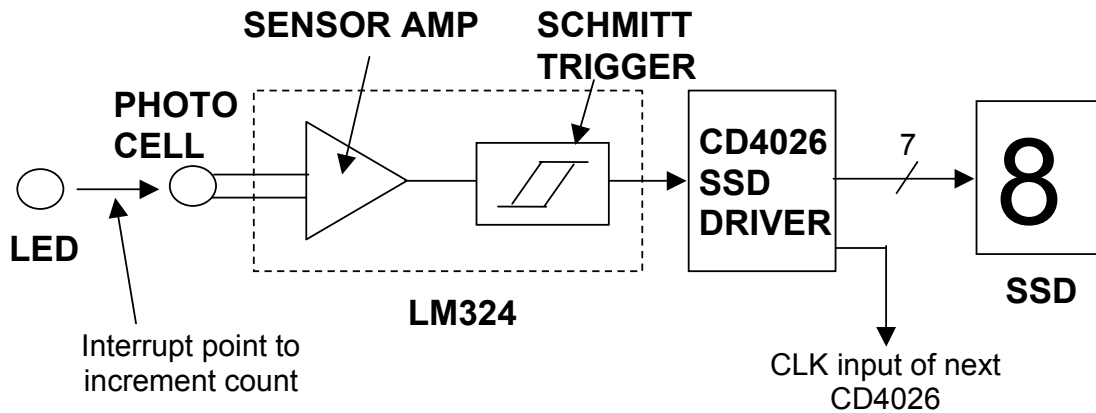 SENSOR AMP
SCHMITT
TRIGGER
PHOTO
CELL
LED
CD4026
SSD
DRIVER
7
8
SSD
LM324
Interrupt point to
increment count
CLK input of next
CD4026